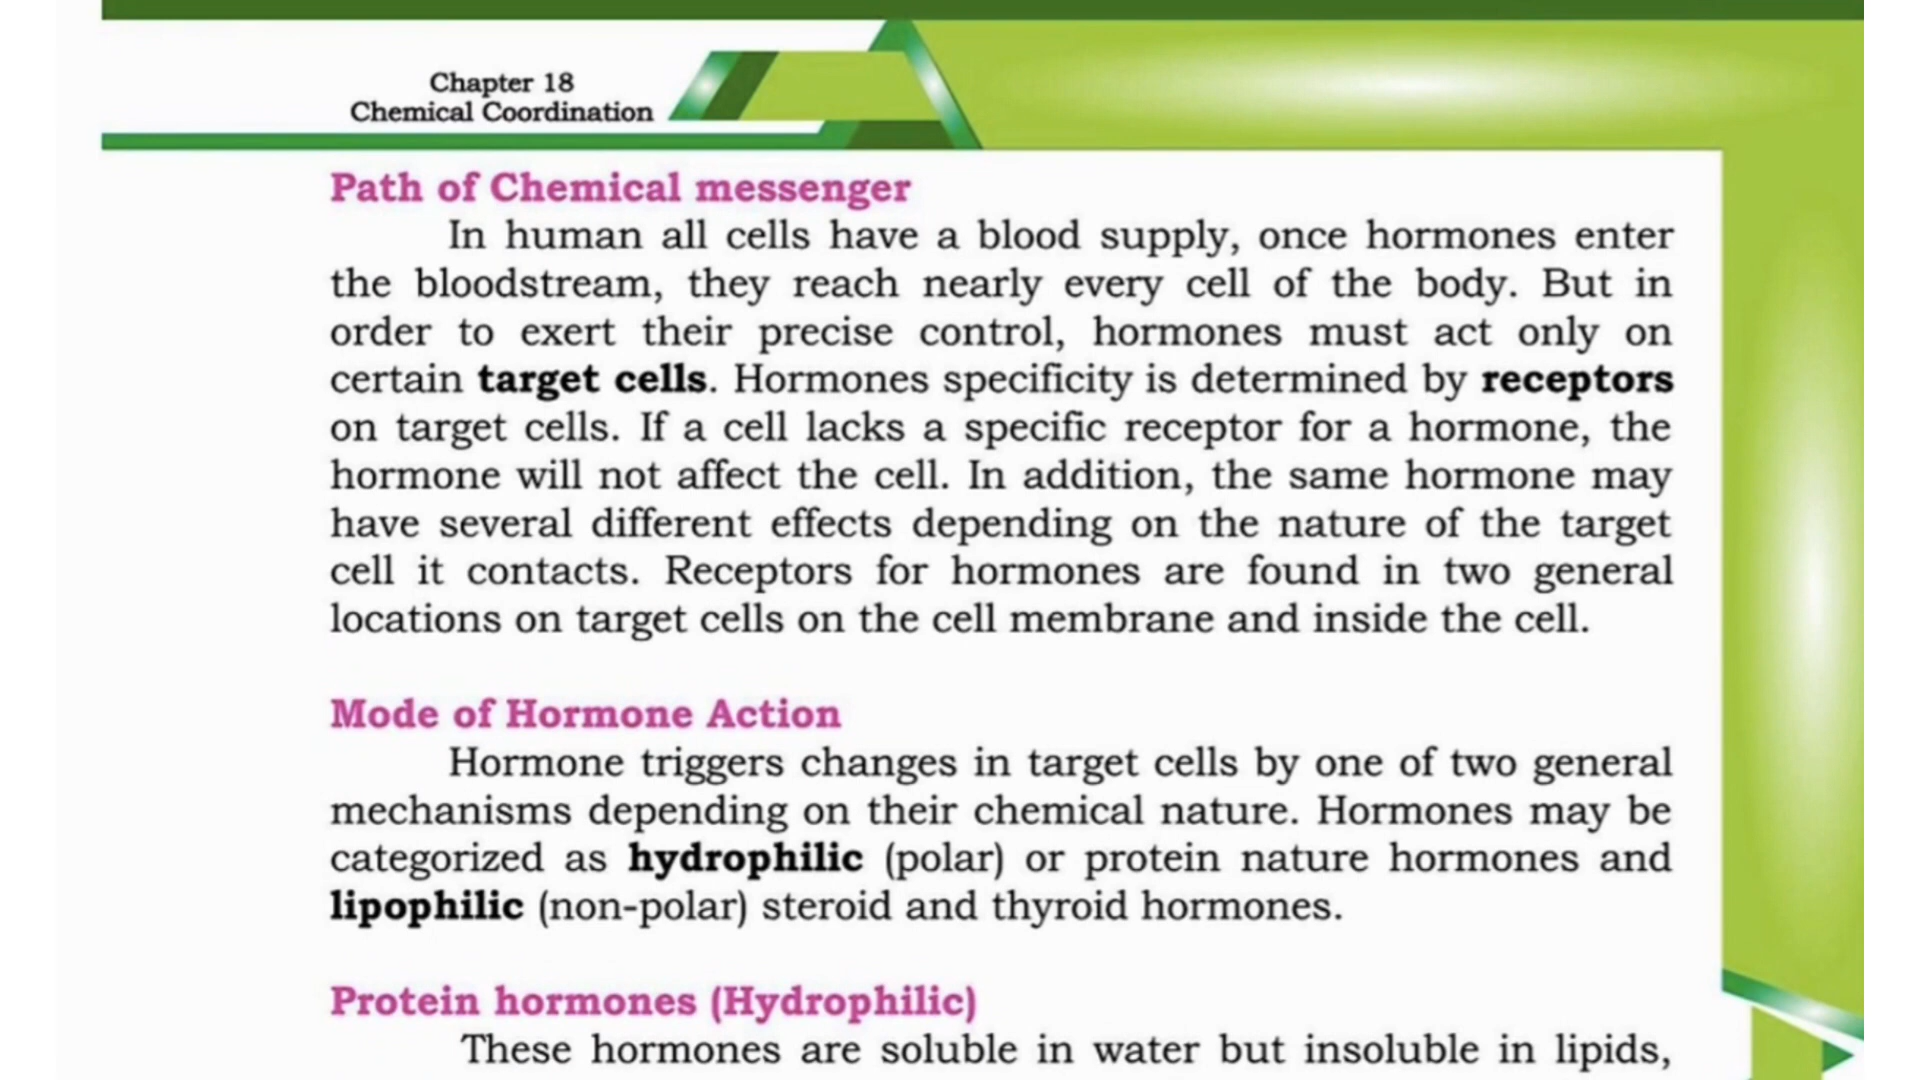 Chapter 18
Chemical Coordination
Path of Chemical messenger
In human all cells have a blood supply, once hormones enter
the bloodstream, they reach nearly every cell of the body. But in
order to exert their precise control, hormones must act only on
certain target cells. Hormones specificity is determined by receptors
on target cells. If a cell lacks a specific receptor for a hormone, the
hormone will not affect the cell. In addition, the same hormone may
have several different effects depending on the nature of the target
cell it contacts. Receptors for hormones are found in two general
locations on target cells on the cell membrane and inside the cell.
Mode of Hormone Action
Hormone triggers changes in target cells by one of two general
mechanisms depending on their chemical nature. Hormones may be
categorized as hydrophilic (polar) or protein nature hormones and
lipophilic (non-polar) steroid and thyroid hormones.
Protein hormones (Hydrophilic)
These hormones are soluble in water but insoluble in lipids,